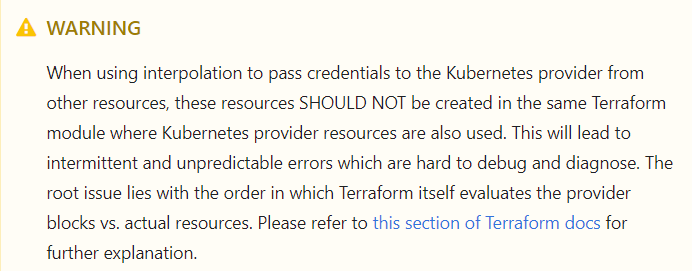 WARNING
When using interpolation to pass credentials to the Kubernetes provider from
other resources, these resources SHOULD NOT be created in the same Terraform
module where Kubernetes provider resources are also used. This will lead to
intermittent and unpredictable errors which are hard to debug and diagnose. The
root issue lies with the order in which Terraform itself evaluates the provider
blocks vs. actual resources. Please refer to this section of Terraform docs for
further explanation.